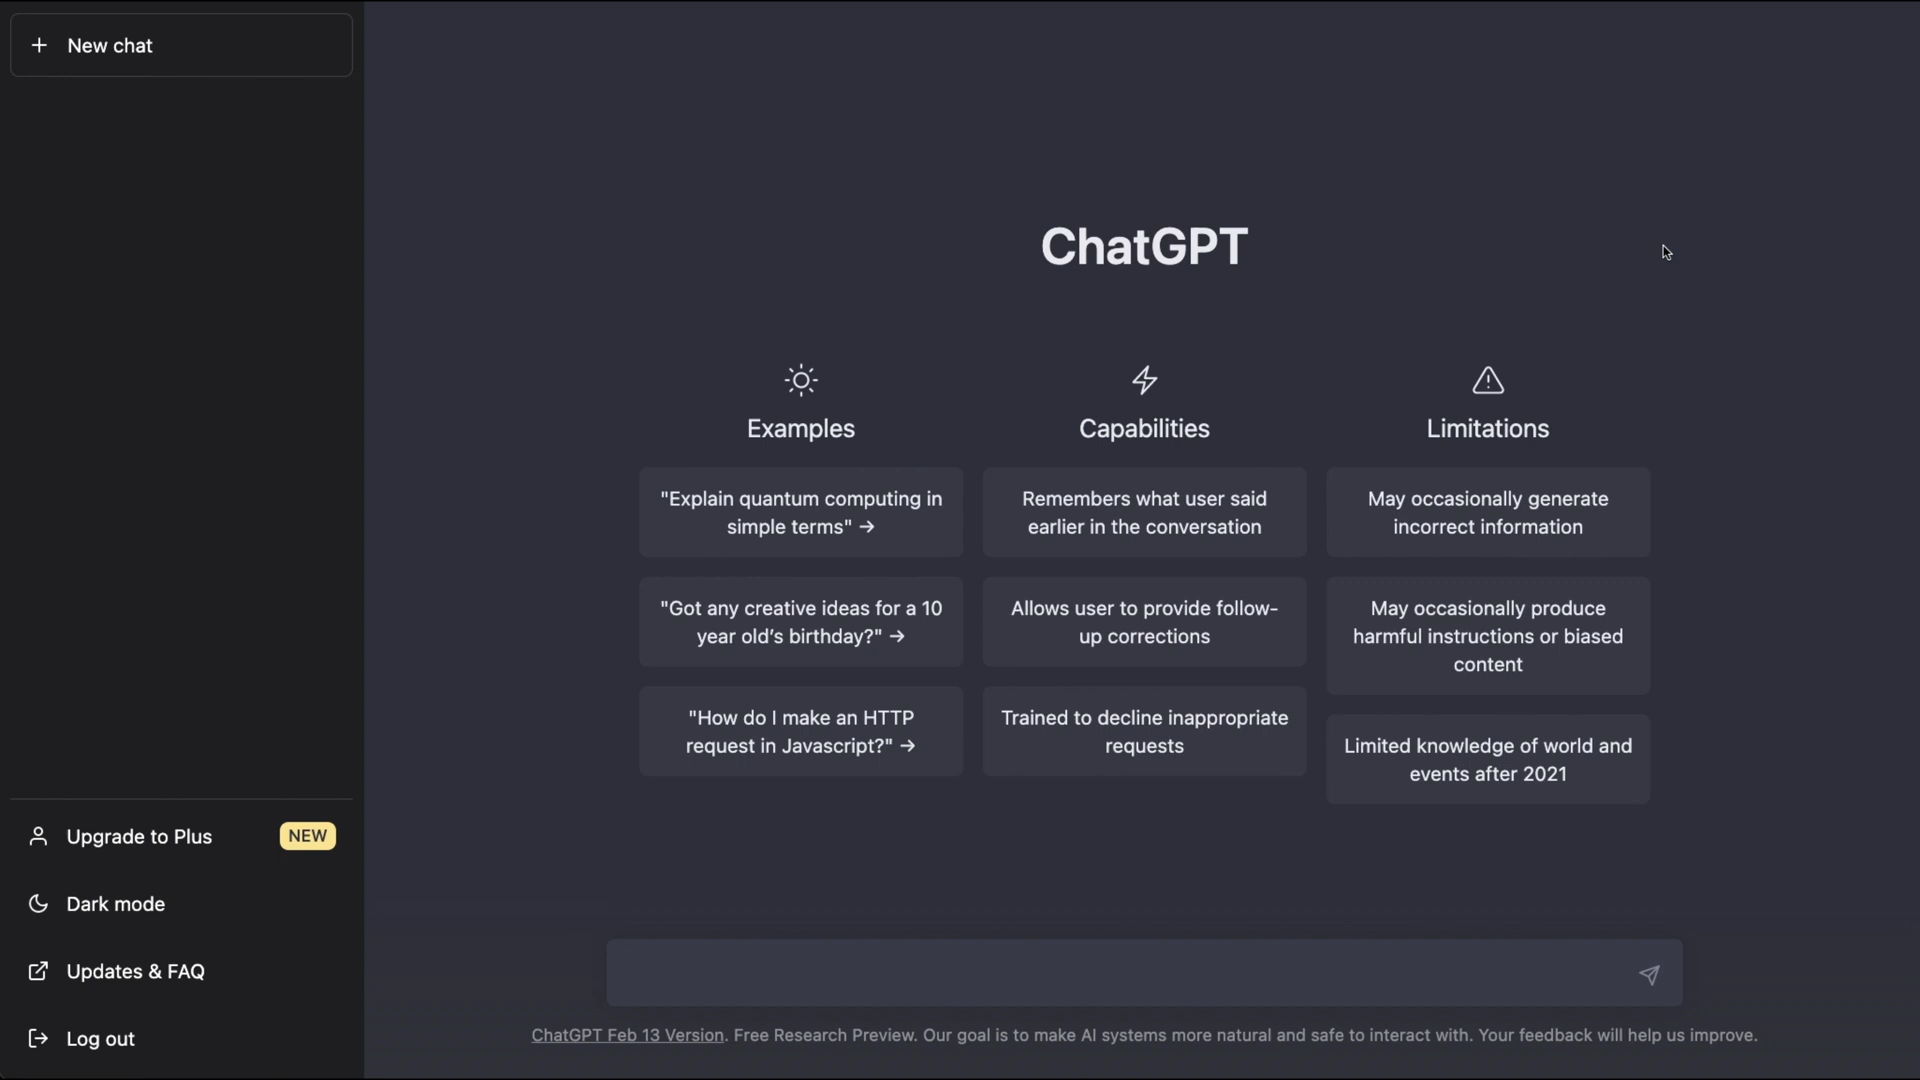 New chat
ChatGPT
Examples
"Explain quantum computing in
simple terms" →
"Got any creative ideas for a 10
year old's birthday?" →
"How do I make an HTTP
request in Javascript?" →
Capabilities
Remembers what user said
earlier in the conversation
Allows user to provide follow-
up corrections
Trained to decline inappropriate
requests
Limitations
May occasionally generate
incorrect information
May occasionally produce
harmful instructions or biased
content
Limited knowledge of world and
events after 2021
Upgrade to Plus
NEW
Dark mode
Updates & FAQ
Log out
ChatGPT Feb 13 Version. Free Research Preview. Our goal is to make AI systems more natural and safe to interact with. Your feedback will help us improve.